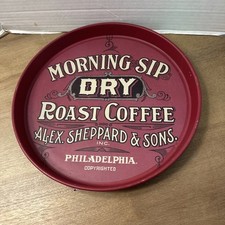 MORNING SIP
DRY
ROAST COFFEE
ALEX. SHEPPARD & SONS.
INC.
PHILADELPHIA.
COPYRIGHTED